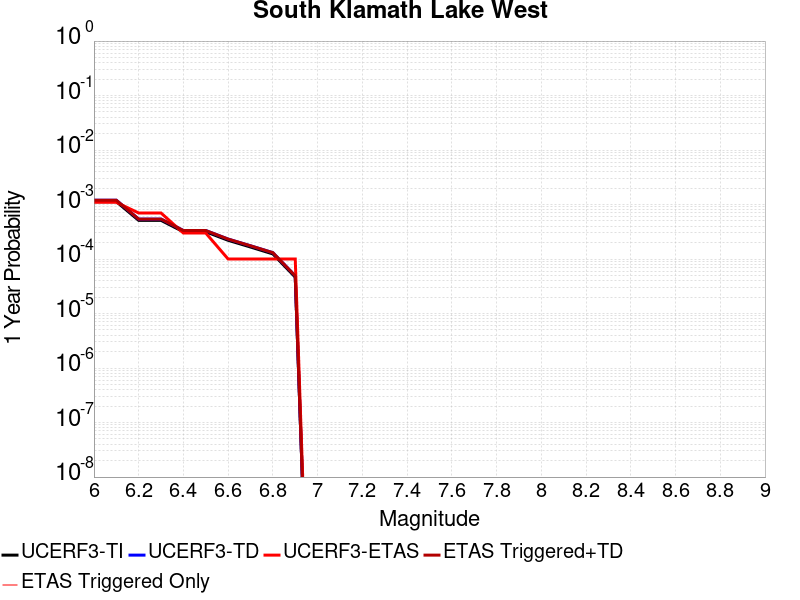 South Klamath Lake West
10^0
10^-1
10^-2
10^-3
10^-4
10^-5
10^-6
10^-7
10^-8
1 Year Probability
6 6.2 6.4 6.6 6.8 7 7.2 7.4 7.6 7.8 8 8.2 8.4 8.6 8.8 9
Magnitude
UCERF3-TI UCERF3-TD UCERF3-ETAS ETAS Triggered+TD
ETAS Triggered Only